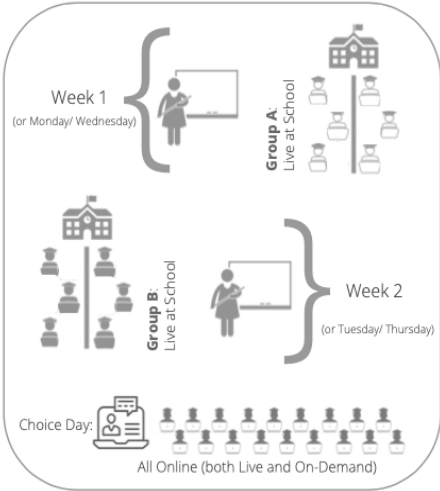 Week 1
(or Monday/ Wednesday)
Group A:
Live at School
Group B:
Live at School
Week 2
(or Tuesday/ Thursday)
Choice Day:
All Online (both Live and On-Demand)